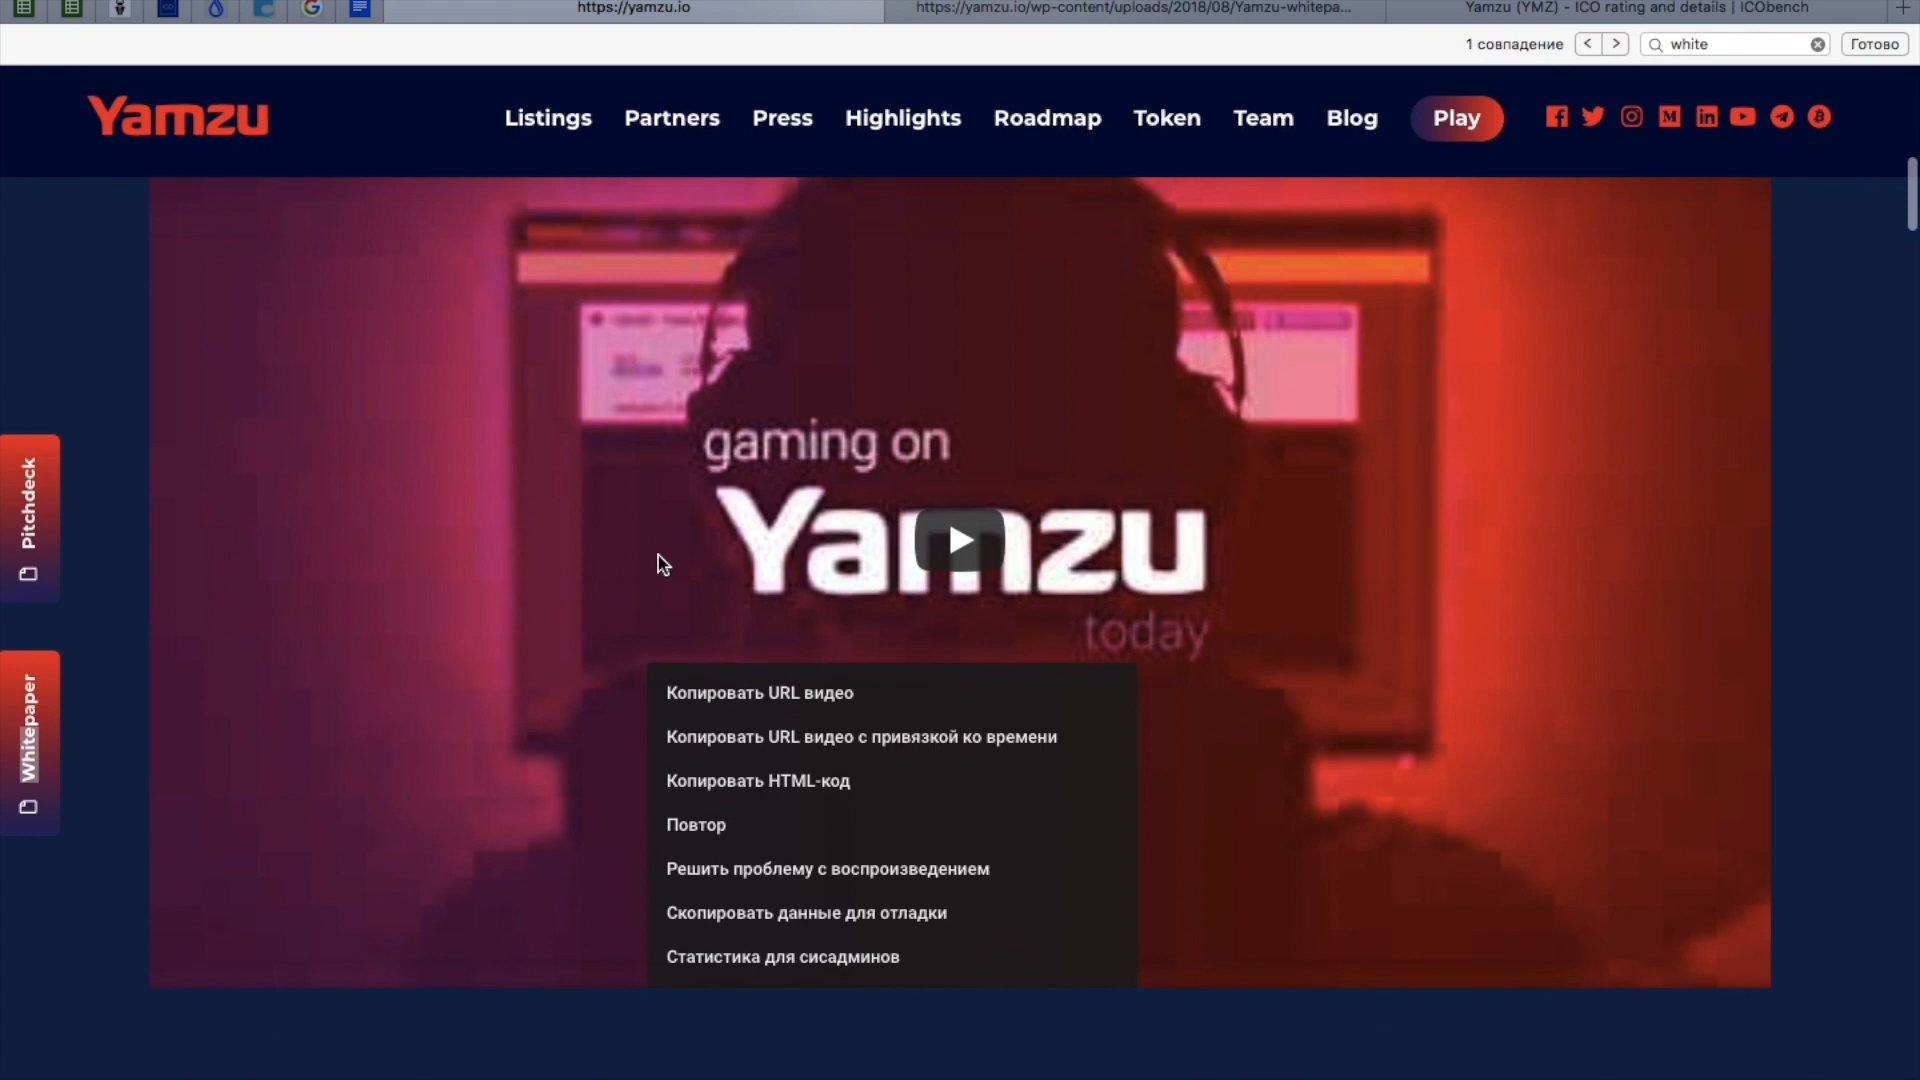 https://yamzu.io
https://yamzu.io/wp-content/uploads/2018/08/Yamzu-whitepa...
Yamzu (YMZ) - ICO rating and details | ICObench
1 совпадение
white
Готово
Yamzu
Listings
Partners
Press
Highlights
Roadmap
Token
Team
Blog
Play
gaming on
Yamzu
today
Pitchdeck
Whitepaper
Копировать URL видео
Копировать URL видео с привязкой ко времени
Копировать HTML-код
Повтор
Решить проблему с воспроизведением
Скопировать данные для отладки
Статистика для сисадминов